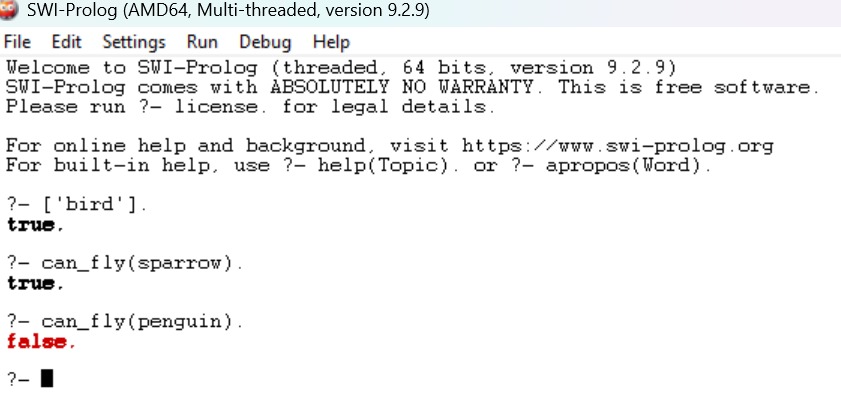 SWI-Prolog (AMD64, Multi-threaded, version 9.2.9)
File Edit Settings Run Debug Help
Welcome to SWI-Prolog (threaded, 64 bits, version 9.2.9)
SWI-Prolog comes with ABSOLUTELY NO WARRANTY. This is free software.
Please run ?- license. for legal details.
For online help and background, visit https://www.swi-prolog.org
For built-in help, use ?- help(Topic). or ?- apropos(Word).
?- ['bird'].
true.
?- can_fly(sparrow).
true.
?- can_fly(penguin).
false.
?-